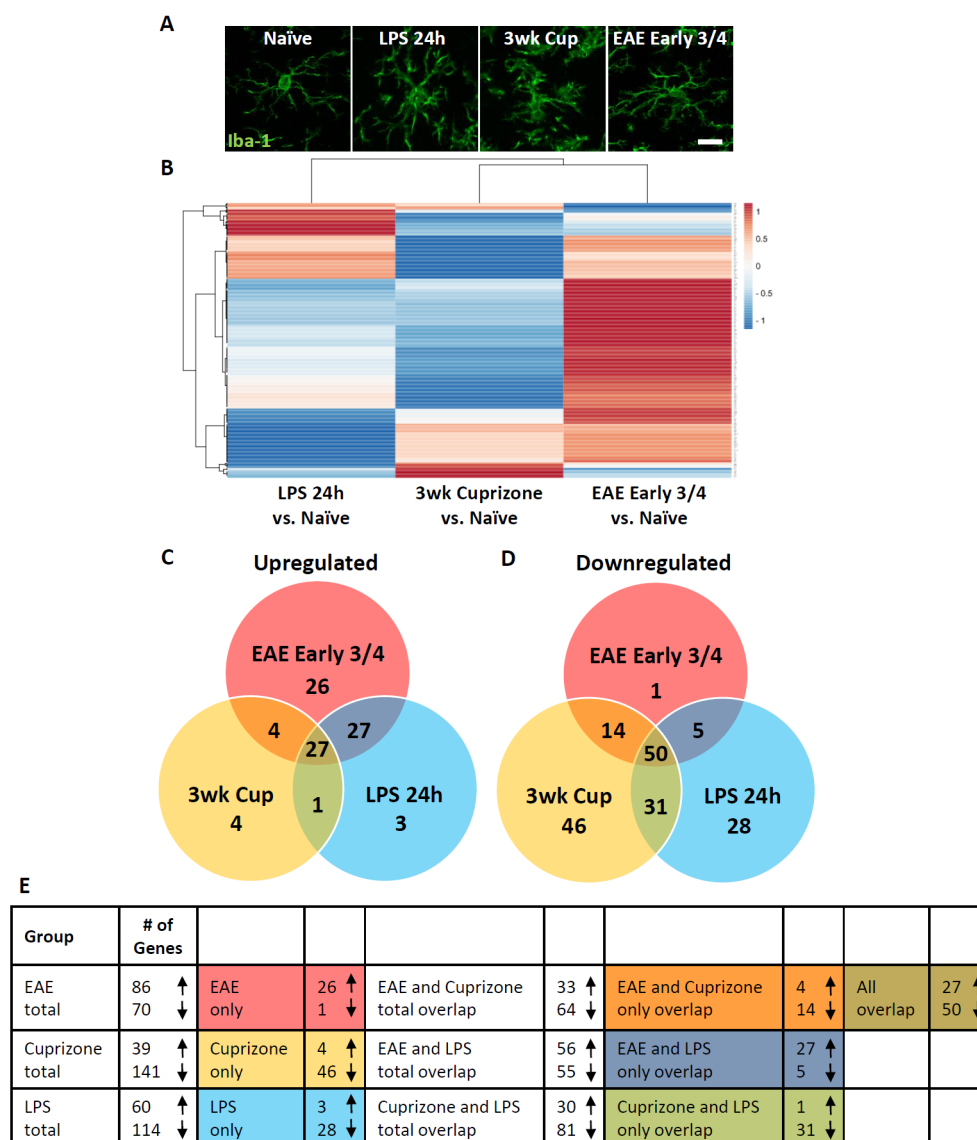 A
Naïve
LPS 24h
3wk Cup
EAE Early 3/4
Iba-1
B
1
0.5
0
- 0.5
- 1
LPS 24h
vs. Naïve
3wk Cuprizone
vs. Naïve
EAE Early 3/4
vs. Naïve
C
Upregulated
EAE Early 3/4
26
4
27
27
3wk Cup
4
1
LPS 24h
3
D
Downregulated
EAE Early 3/4
1
14
5
50
3wk Cup
46
31
LPS 24h
28
E
Group
# of
Genes
EAE
total
86 ↑
70 ↓
EAE
only
26 ↑
1 ↓
EAE and Cuprizone
total overlap
33 ↑
64 ↓
EAE and Cuprizone
only overlap
4 ↑
14 ↓
All
overlap
27 ↑
50 ↓
Cuprizone
total
39 ↑
141 ↓
Cuprizone
only
4 ↑
46 ↓
EAE and LPS
total overlap
56 ↑
55 ↓
EAE and LPS
only overlap
27 ↑
5 ↓
LPS
total
60 ↑
114 ↓
LPS
only
3 ↑
28 ↓
Cuprizone and LPS
total overlap
30 ↑
81 ↓
Cuprizone and LPS
only overlap
1 ↑
31 ↓